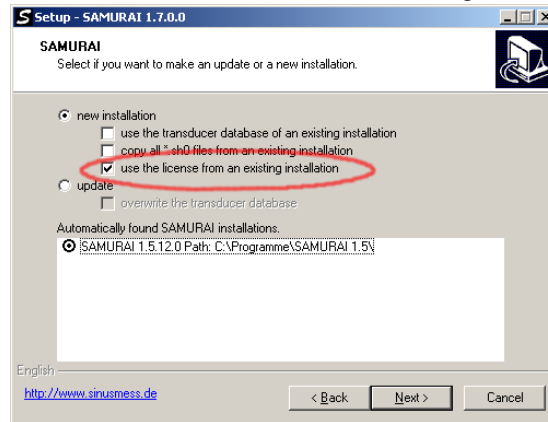 Setup - SAMURAI 1.7.0.0
SAMURAI
Select if you want to make an update or a new installation.
new installation
use the transducer database of an existing installation
copy all *.sh0 files from an existing installation
use the license from an existing installation
update
overwrite the transducer database
Automatically found SAMURAI installations.
SAMURAI 1.5.12.0 Path: C:\Programme\SAMURAI 1.5\
English
http://www.sinusmess.de
< Back
Next >
Cancel